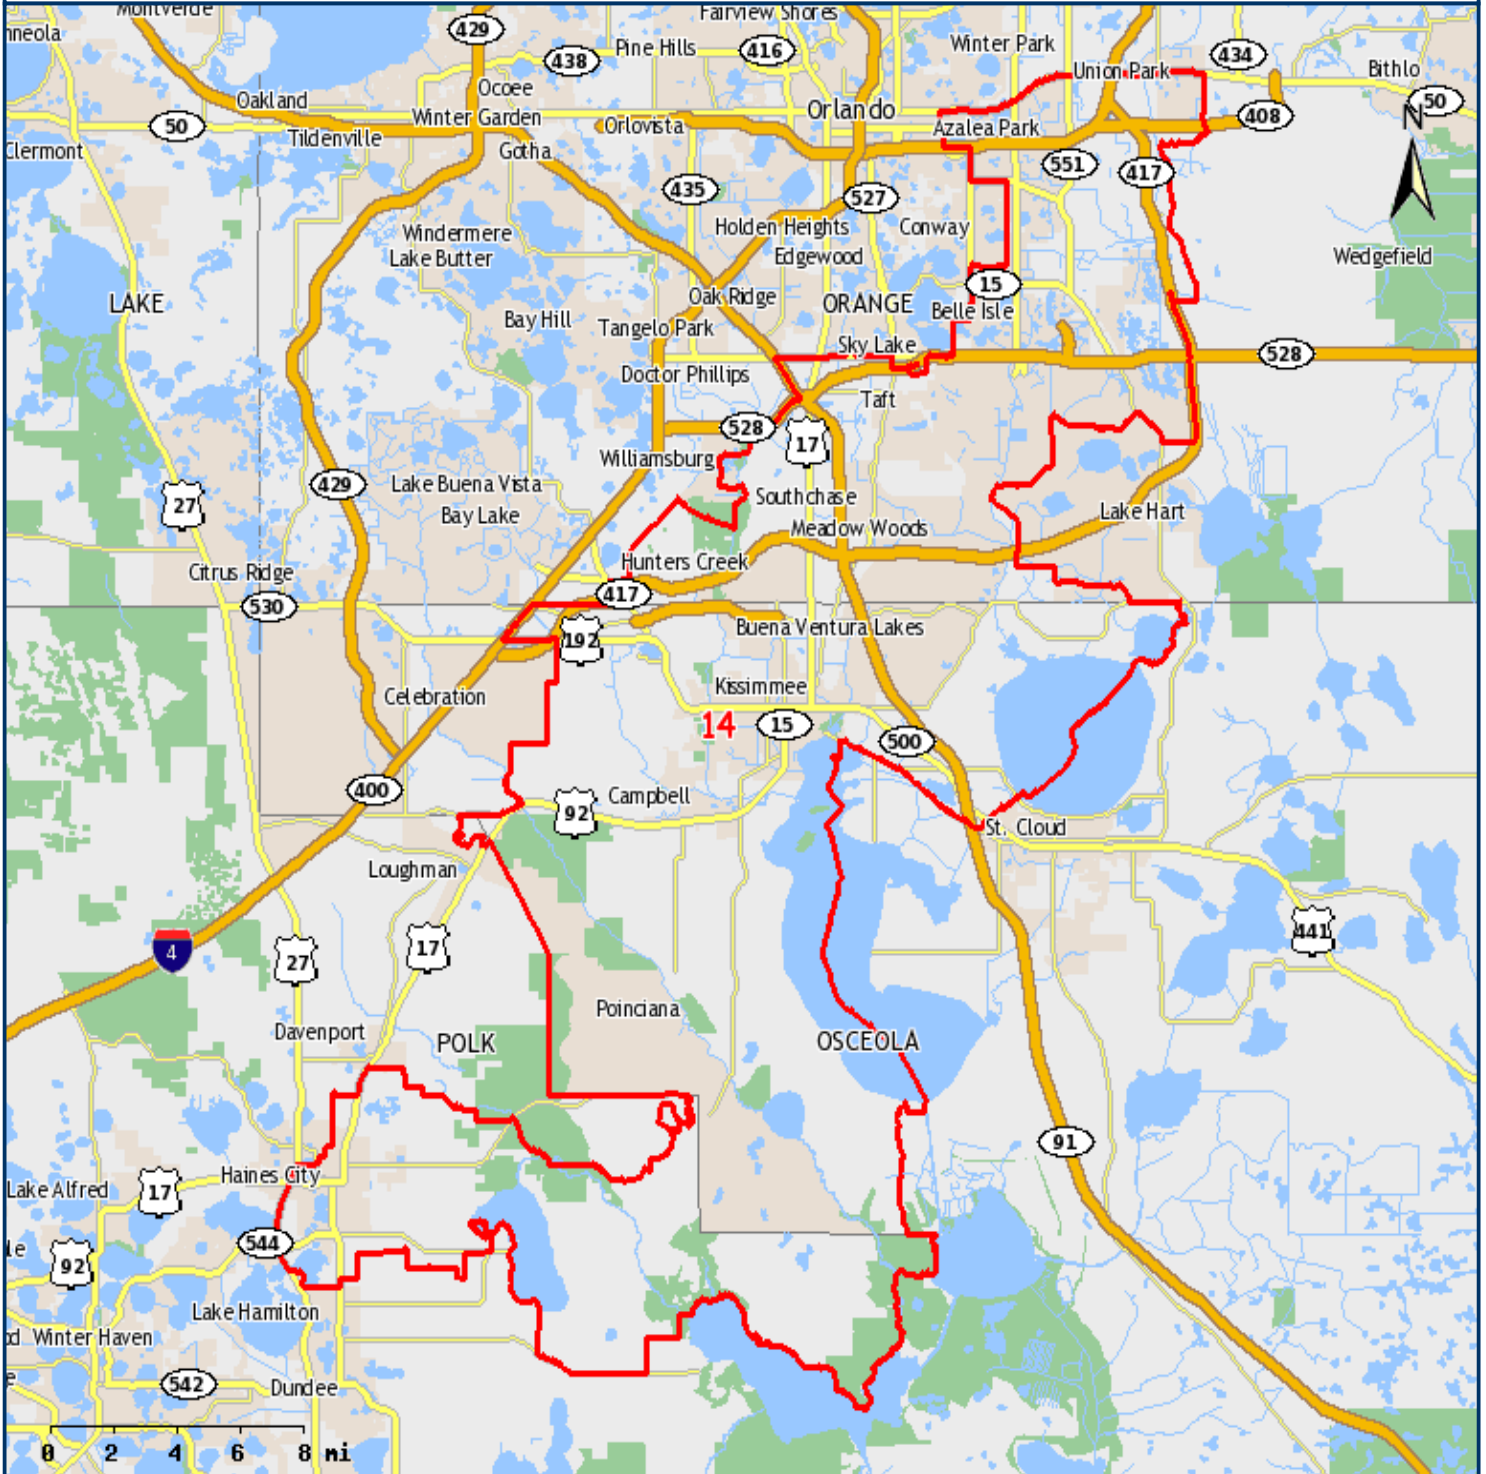 Montverde
Fairview Shores
429
Winter Park
434
nneola
438
Pine Hills
416
Union Park
Bithlo
Ocoee
Oakland
Winter Garden
Orlando
50
N
50
Tildenville
Orlovista
Azalea Park
408
Clermont
Gotha
551
417
435
527
Holden Heights
Conway
Windermere
Lake Butter
Edgewood
Wedgefield
15
LAKE
Oak Ridge
ORANGE
Bay Hill
Tangelo Park
Belle Isle
Sky Lake
528
Doctor Phillips
Taft
528
17
Williamsburg
429
Lake Buena Vista
27
Southchase
Bay Lake
Lake Hart
Meadow Woods
Citrus Ridge
Hunters Creek
530
417
192
Buena Ventura Lakes
Celebration
Kissimmee
14
15
500
400
92
Campbell
St. Cloud
Loughman
441
4
27
17
Poinciana
Davenport
POLK
OSCEOLA
91
Haines City
Lake Alfred
17
544
le
92
Lake Hamilton
od Winter Haven
542
Dundee
e
0 2 4 6 8 mi